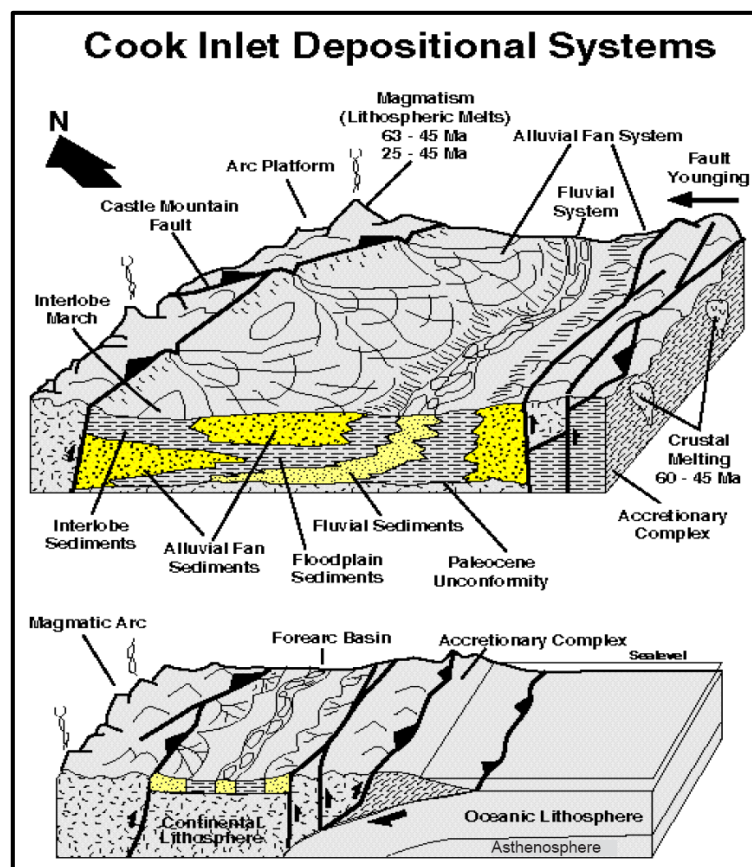 Cook Inlet Depositional Systems
N
Magmatism
(Lithospheric Melts)
63 - 45 Ma
25 - 45 Ma
Alluvial Fan System
Arc Platform
Fault
Younging
Fluvial
System
Castle Mountain
Fault
Interlobe
March
Crustal
Melting
60 - 45 Ma
Accretionary
Complex
Interlobe
Sediments
Alluvial Fan
Sediments
Fluvial Sediments
Floodplain
Sediments
Paleocene
Unconformity
Magmatic Arc
Forearc Basin
Accretionary Complex
Sealevel
Continental
Lithosphere
Oceanic Lithosphere
Asthenosphere